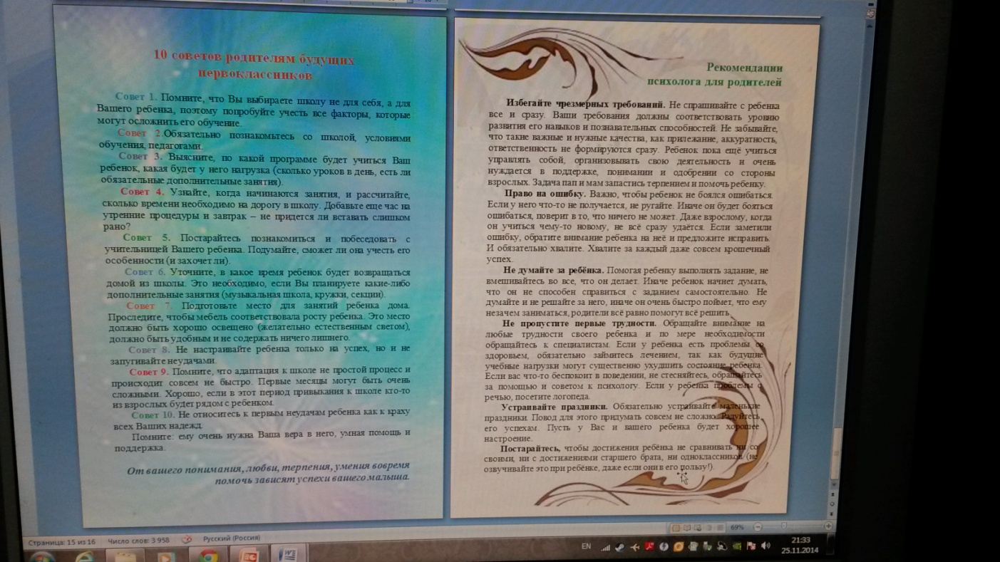 10 советов родителям будущих
первоклассников
Совет 1. Помните, что Вы выбираете школу не для себя, а для
Вашего ребенка, поэтому попробуйте учесть все факторы, которые
могут осложнить его обучение.
Совет 2.Обязательно познакомьтесь со школой, условиями
обучения, педагогами.
Совет 3. Выясните, по какой программе будет учиться Ваш
ребенок, какая будет у него нагрузка (сколько уроков в день, есть ли
обязательные дополнительные занятия).
Совет 4. Узнайте, когда начинаются занятия, и рассчитайте,
сколько времени необходимо на дорогу в школу. Добавьте еще час на
утренние процедуры и завтрак – не придется ли вставать слишком
рано?
Совет 5. Постарайтесь познакомиться и побеседовать с
учительницей Вашего ребенка. Подумайте, сможет ли она учесть его
особенности (и захочет ли).
Совет 6. Уточните, в какое время ребенок будет возвращаться
домой из школы. Это необходимо, если Вы планируете какие-либо
дополнительные занятия (музыкальная школа, кружки, секции).
Совет 7. Подготовьте место для занятий ребенка дома.
Проследите, чтобы мебель соответствовала росту ребенка. Это место
должно быть хорошо освещено (желательно естественным светом),
должно быть удобным и не содержать ничего лишнего.
Совет 8. Не настраивайте ребенка только на успех, но и не
запугивайте неудачами.
Совет 9. Помните, что адаптация к школе не простой процесс и
происходит совсем не быстро. Первые месяцы могут быть очень
сложными. Хорошо, если в этот период привыкания к школе кто-то
из взрослых будет рядом с ребенком.
Совет 10. Не относитесь к первым неудачам ребенка как к краху
всех Ваших надежд.
Помните: ему очень нужна Ваша вера в него, умная помощь и
поддержка.
От вашего понимания, любви, терпения, умения вовремя
помочь зависят успехи вашего малыша.
Рекомендации
психолога для родителей
Избегайте чрезмерных требований. Не спрашивайте с ребенка
все и сразу. Ваши требования должны соответствовать уровню
развития его навыков и познавательных способностей. Не забывайте,
что такие важные и нужные качества, как прилежание, аккуратность,
ответственность не формируются сразу. Ребенок пока ещё учиться
управлять собой, организовывать свою деятельность и очень
нуждается в поддержке, понимании и одобрении со стороны
взрослых. Задача пап и мам запастись терпением и помочь ребенку.
Право на ошибку. Важно, чтобы ребенок не боялся ошибаться.
Если у него что-то не получается, не ругайте. Иначе он будет бояться
ошибаться, поверит в то, что ничего не может. Даже взрослому, когда
он учиться чему-то новому, не всё сразу удаётся. Если заметили
ошибку, обратите внимание ребенка на неё и предложите исправить.
И обязательно хвалите. Хвалите за каждый даже совсем крошечный
успех.
Не думайте за ребёнка. Помогая ребенку выполнять задание, не
вмешивайтесь во все, что он делает. Иначе ребенок начнет думать,
что он не способен справиться с заданием самостоятельно. Не
думайте и не решайте за него, иначе он очень быстро поймет, что ему
незачем заниматься, родители всё равно помогут всё решить.
Не пропустите первые трудности. Обращайте внимание на
любые трудности своего ребенка и по мере необходимости
обращайтесь к специалистам. Если у ребенка есть проблемы со
здоровьем, обязательно займитесь лечением, так как будущие
учебные нагрузки могут существенно ухудшить состояние ребенка.
Если вас что-то беспокоит в поведении, не стесняйтесь, обращайтесь
за помощью и советом к психологу. Если у ребенка проблемы с
речью, посетите логопеда.
Устраивайте праздники. Обязательно устраивайте маленькие
праздники. Повод для этого придумать совсем не сложно. Радуйтесь
его успехам. Пусть у Вас и вашего ребенка будет хорошее
настроение.
Постарайтесь, чтобы достижения ребёнка не сравнивать ни со
своими, ни с достижениями старшего брата, ни одноклассников (не
озвучивайте это при ребёнке, даже если они в его пользу!).
69%
Страница: 15 из 16 Число слов: 3 958 Русский (Россия)
EN 21:33
25.11.2014